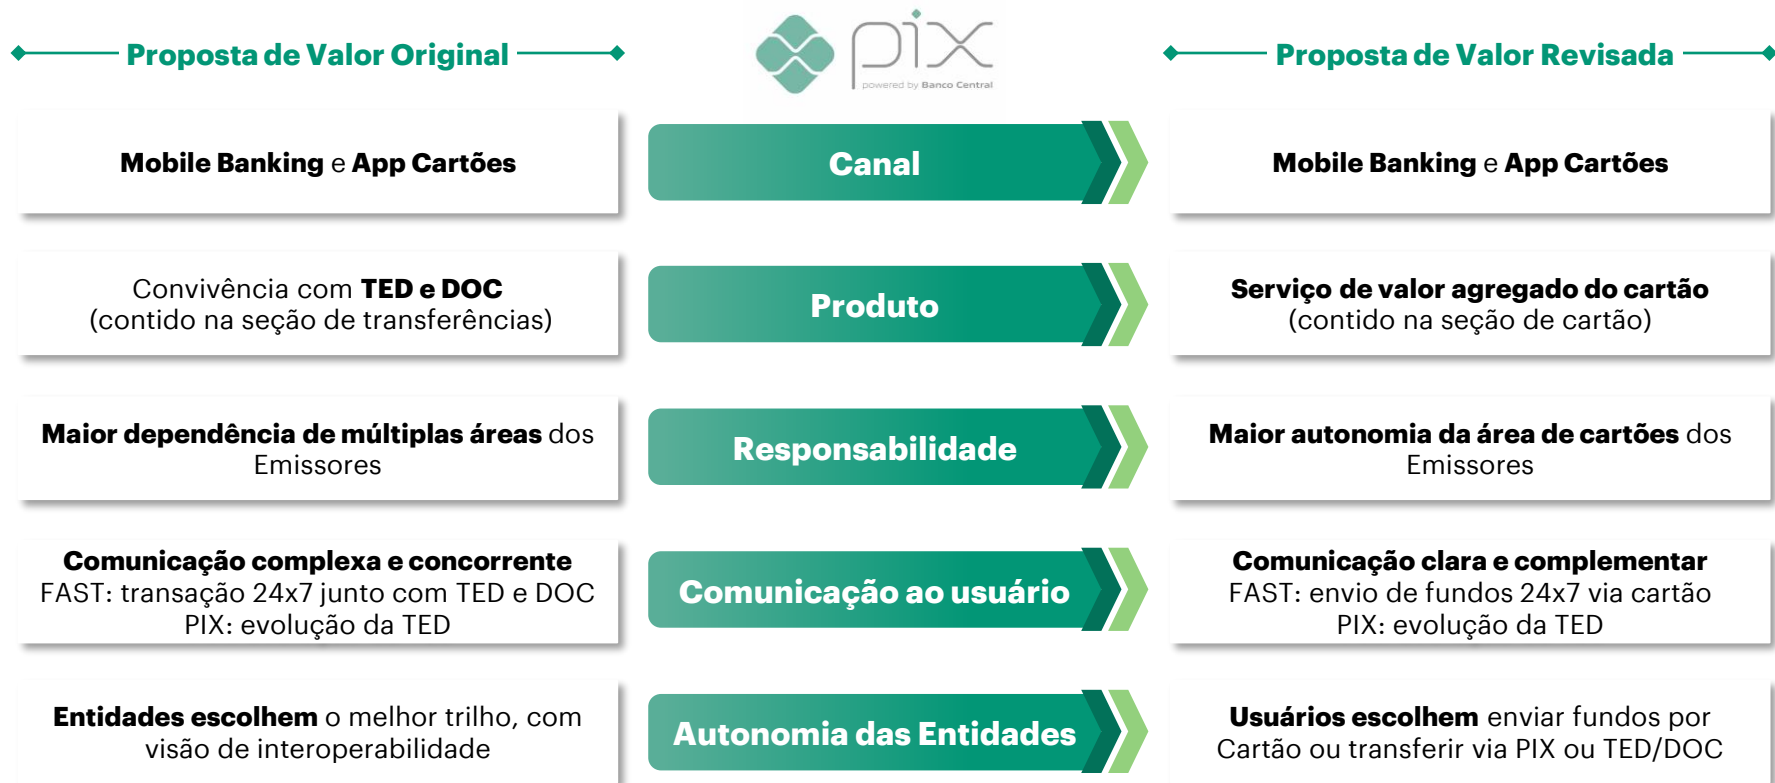 Proposta de Valor Original
pix
powered by Banco Central
Proposta de Valor Revisada
Mobile Banking e App Cartões
Canal
Mobile Banking e App Cartões
Convivência com TED e DOC
(contido na seção de transferências)
Produto
Serviço de valor agregado do cartão
(contido na seção de cartão)
Maior dependência de múltiplas áreas dos
Emissores
Responsabilidade
Maior autonomia da área de cartões dos
Emissores
Comunicação complexa e concorrente
FAST: transação 24x7 junto com TED e DOC
PIX: evolução da TED
Comunicação ao usuário
Comunicação clara e complementar
FAST: envio de fundos 24x7 via cartão
PIX: evolução da TED
Entidades escolhem o melhor trilho, com
visão de interoperabilidade
Autonomia das Entidades
Usuários escolhem enviar fundos por
Cartão ou transferir via PIX ou TED/DOC